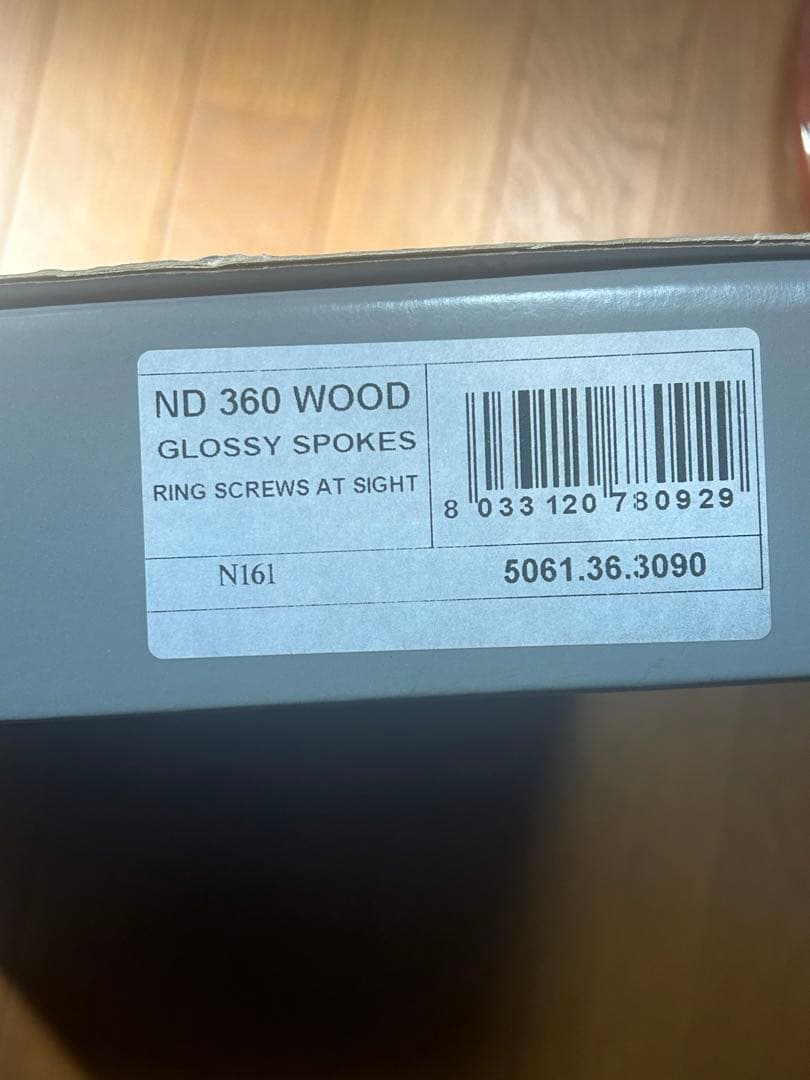 ND 360 WOOD
GLOSSY SPOKES
RING SCREWS AT SIGHT
8 033120 780929
N161
5061.36.3090